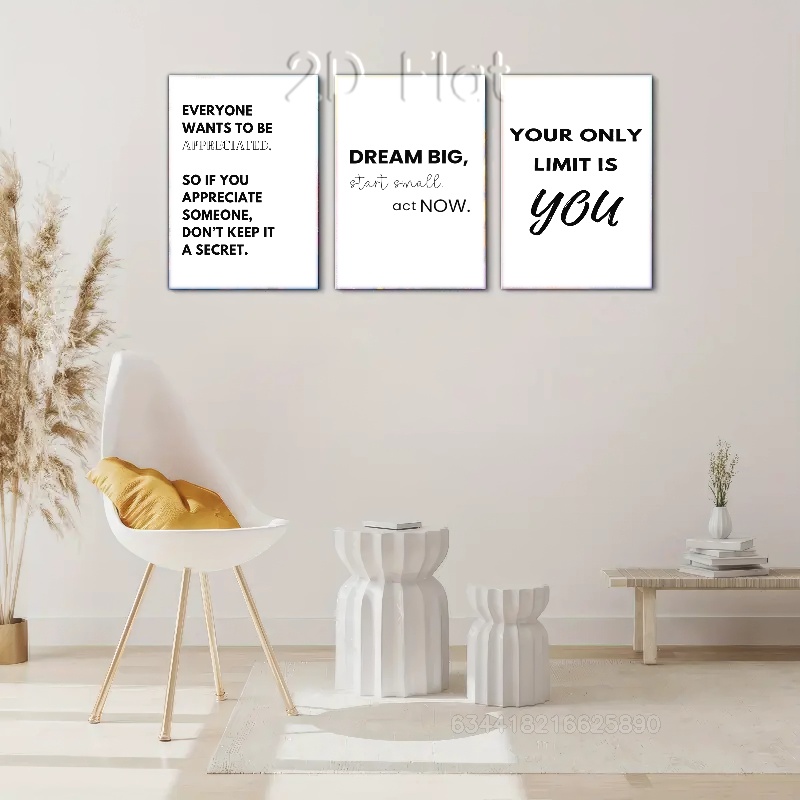 2D Flat
EVERYONE
WANTS TO BE
APPRECIATED.
SO IF YOU
APPRECIATE
SOMEONE,
DON'T KEEP IT
A SECRET.
DREAM BIG,
start small.
act NOW.
YOUR ONLY
LIMIT IS
YOU
634418216625890